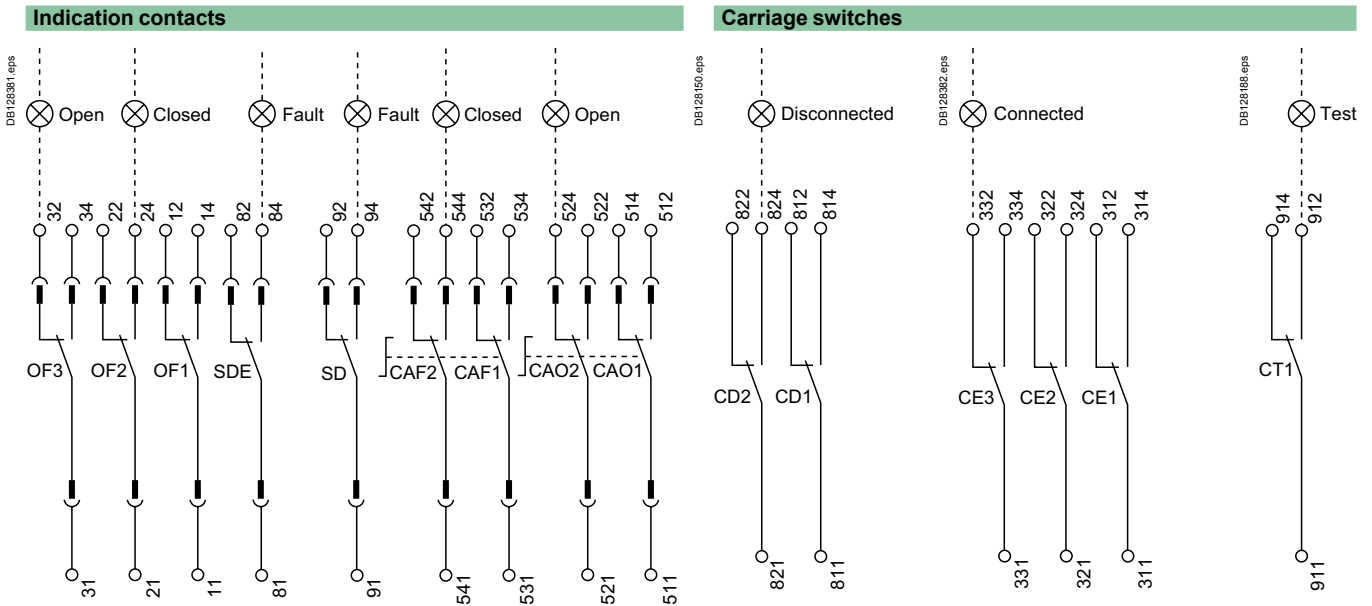 Indication contacts
Carriage switches
DB128381.eps
DB1281550.eps
DB128382.eps
DB128188.eps
Open
Closed
Fault
Fault
Closed
Open
Disconnected
Connected
Test
32
34
22
24
12
14
82
84
92
94
542
544
532
534
524
522
514
512
822
824
812
814
332
334
322
324
312
314
914
912
OF3
OF2
OF1
SDE
SD
CAF2
CAF1
CAO2
CAO1
CD2
CD1
CE3
CE2
CE1
CT1
31
21
11
81
91
541
531
521
511
821
811
331
321
311
911